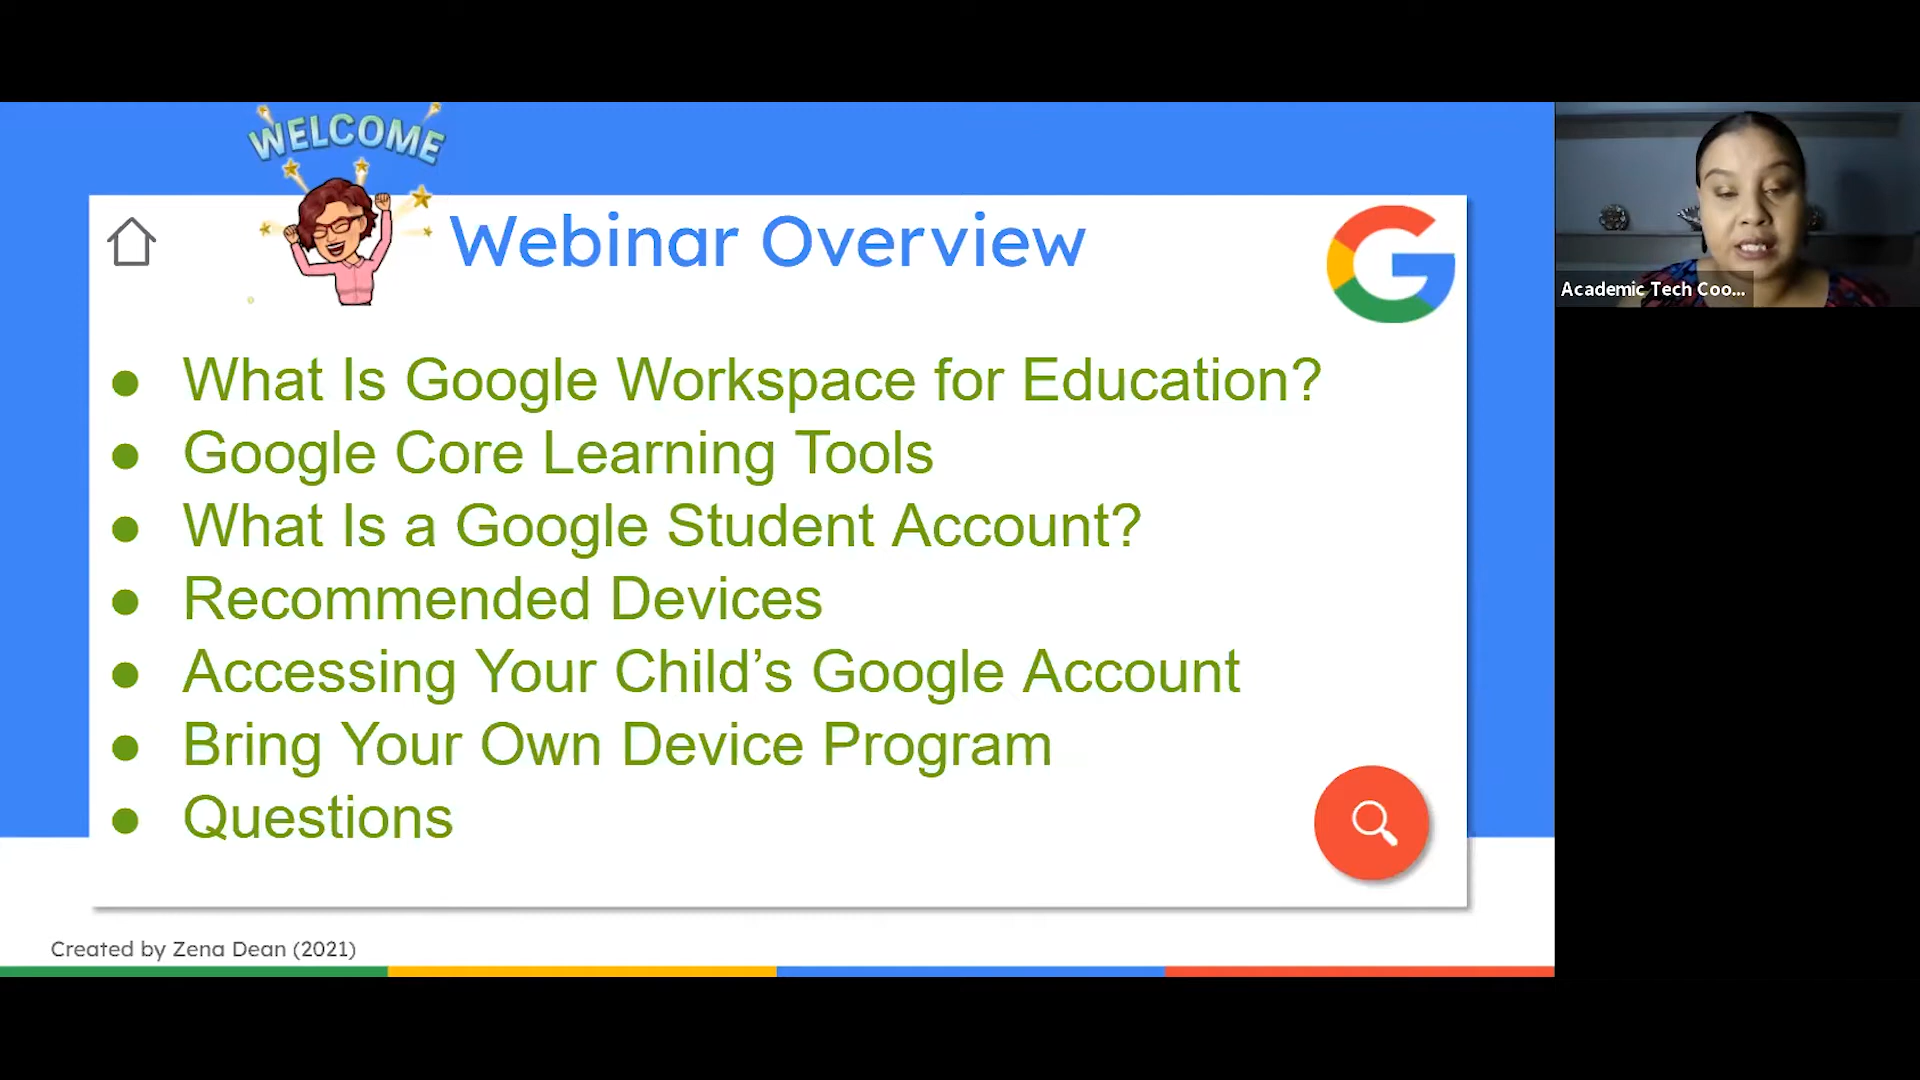 WELCOME
Webinar Overview
● What Is Google Workspace for Education?
● Google Core Learning Tools
● What Is a Google Student Account?
● Recommended Devices
● Accessing Your Child’s Google Account
● Bring Your Own Device Program
● Questions
Created by Zena Dean (2021)
Academic Tech Coo...